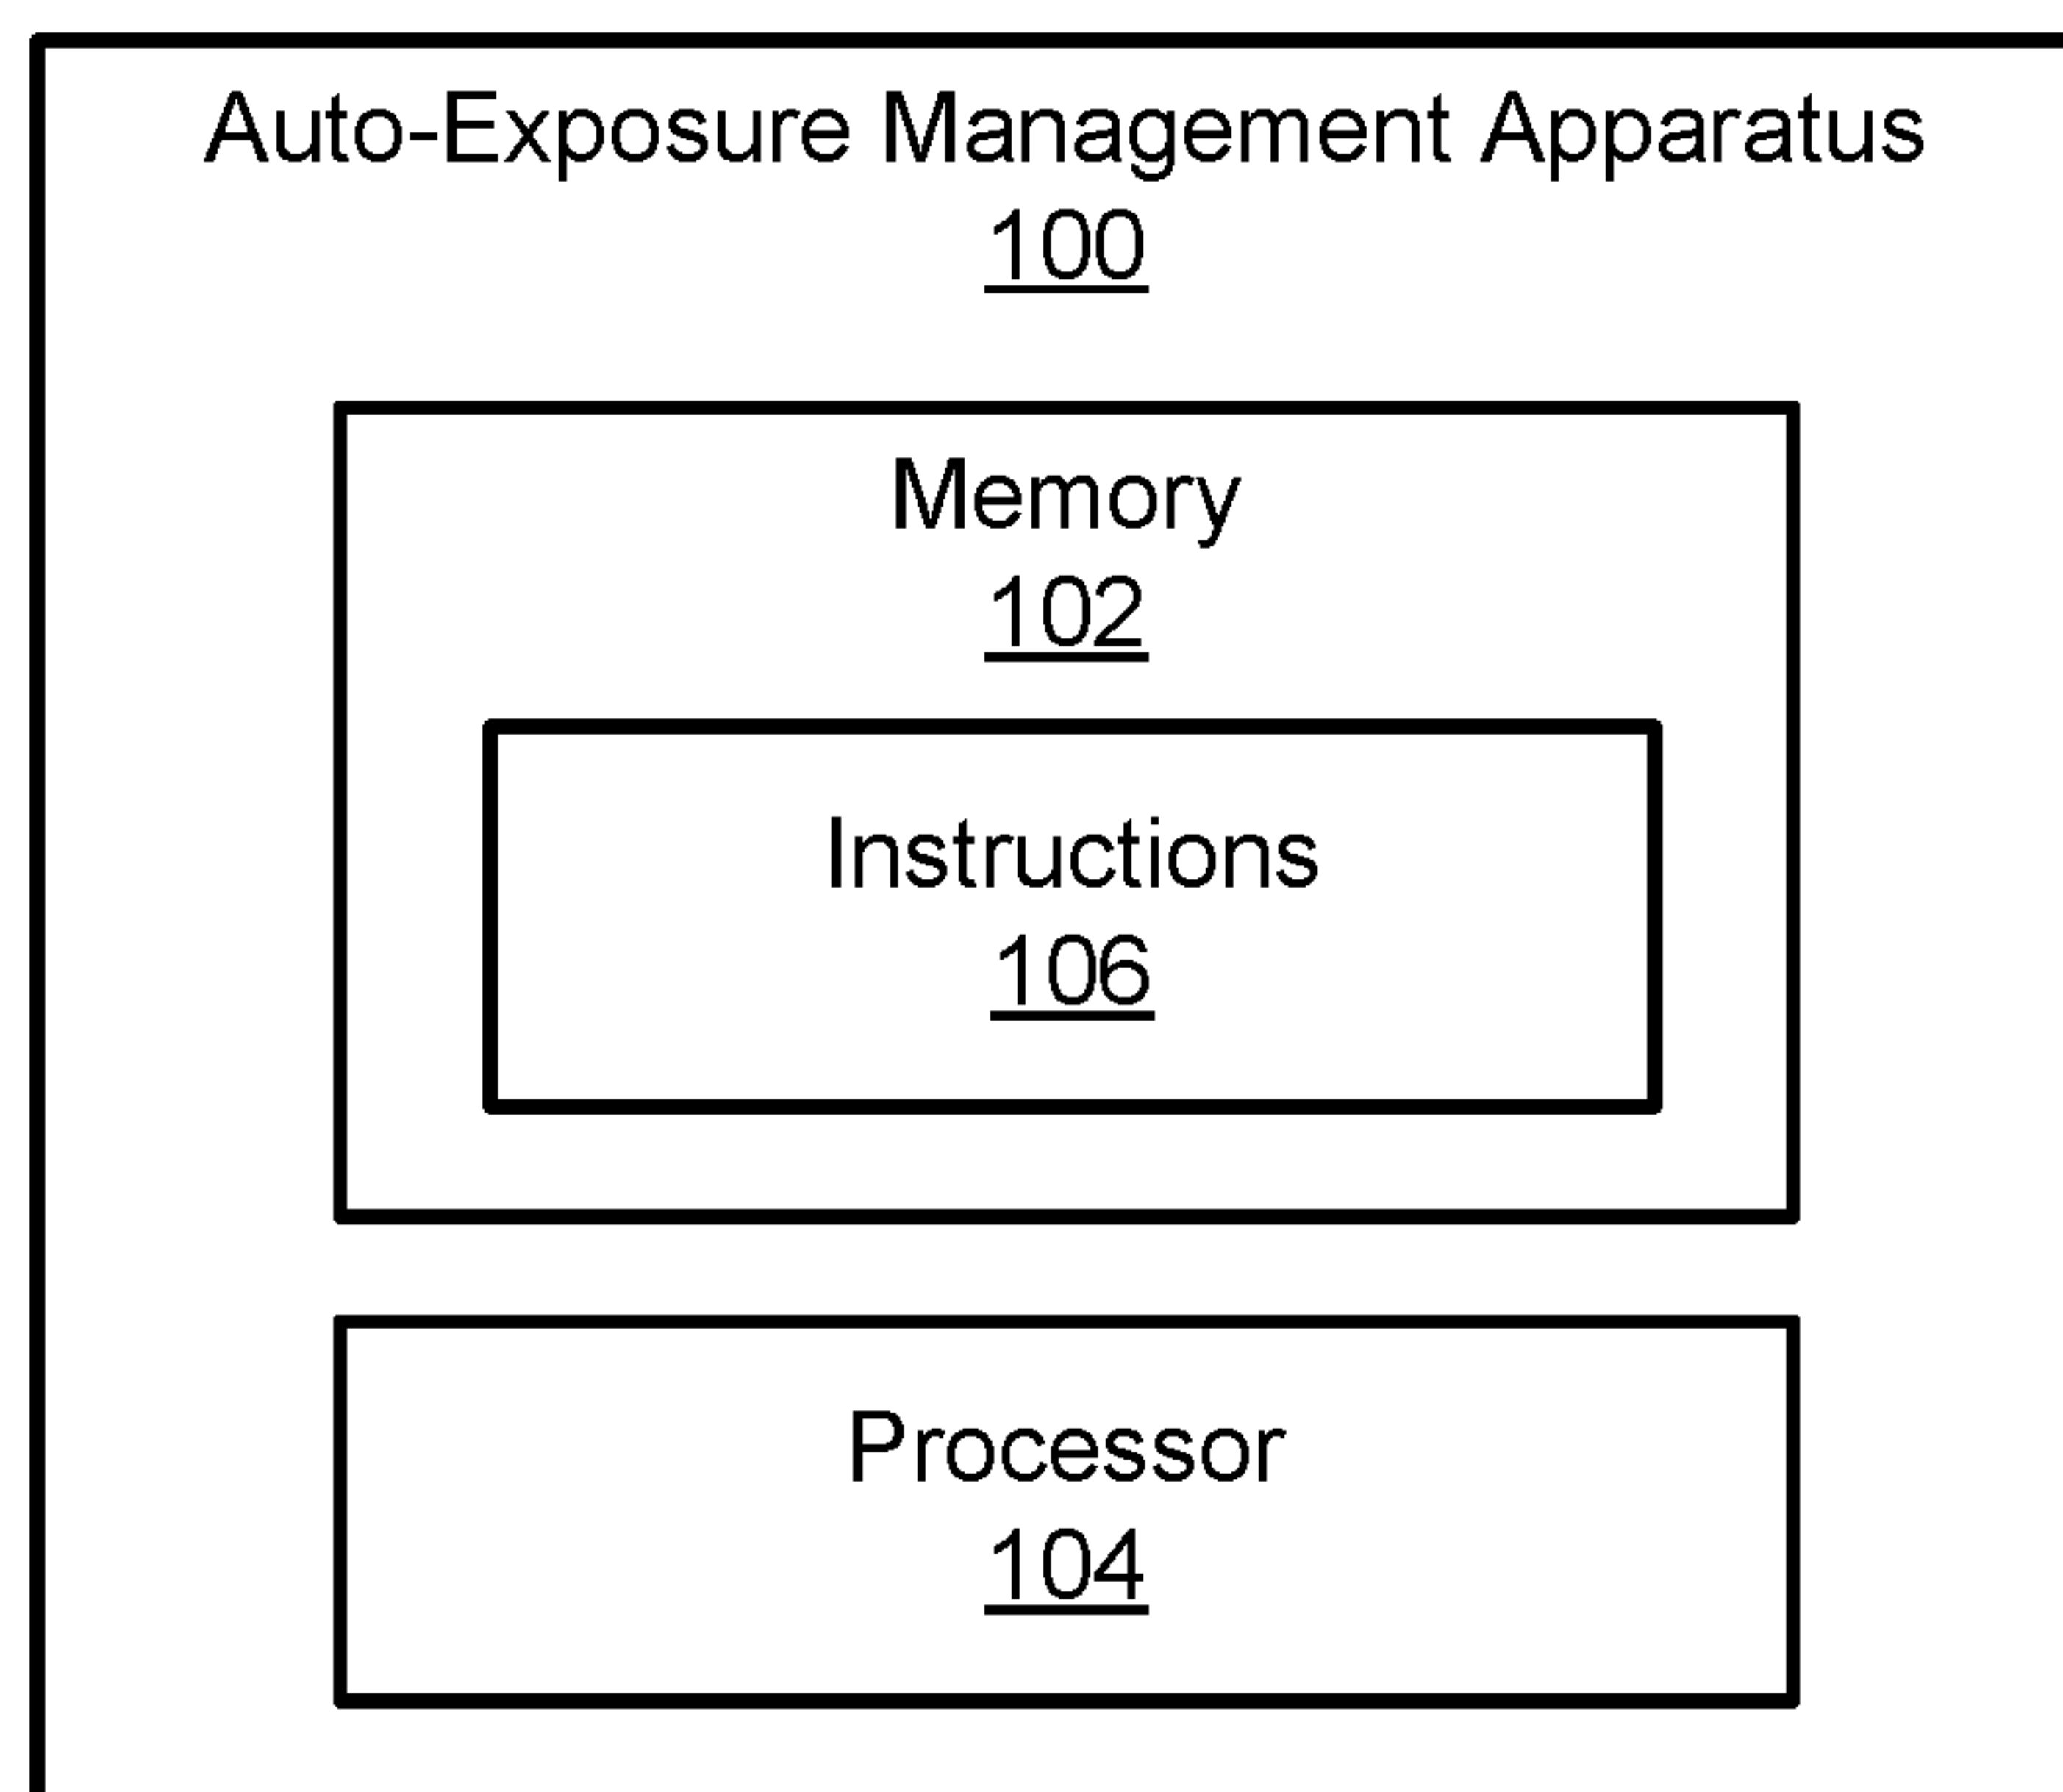 Auto-Exposure Management Apparatus
100
Memory
102
Instructions
106
Processor
104